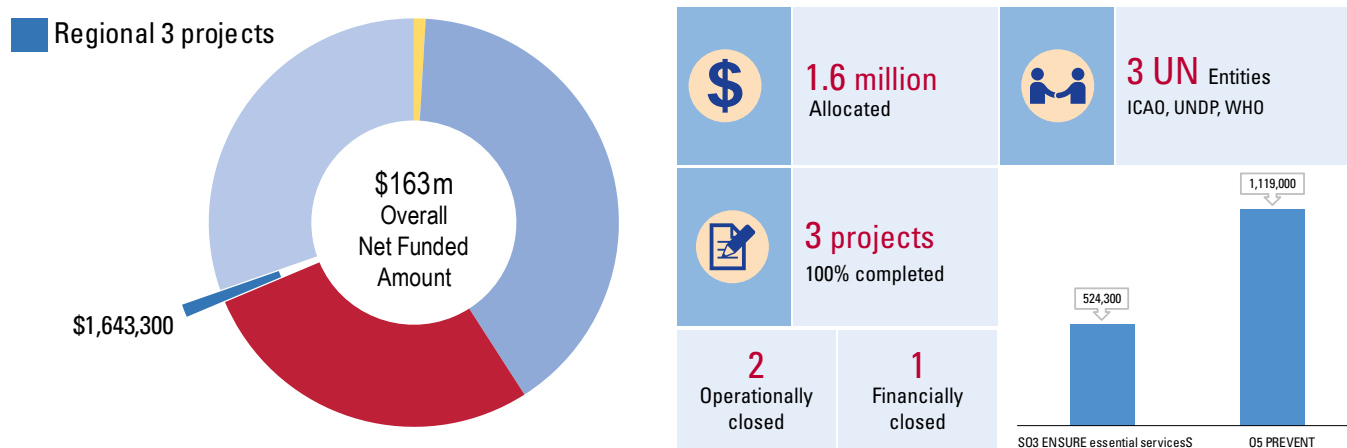 Regional 3 projects
$163m
Overall
Net Funded
Amount
$1,643,300
$
1.6 million
Allocated
3 UN Entities
ICAO, UNDP, WHO
3 projects
100% completed
2
Operationally
closed
1
Financially
closed
1,119,000
524,300
SO3 ENSURE essential servicesS
O5 PREVENT